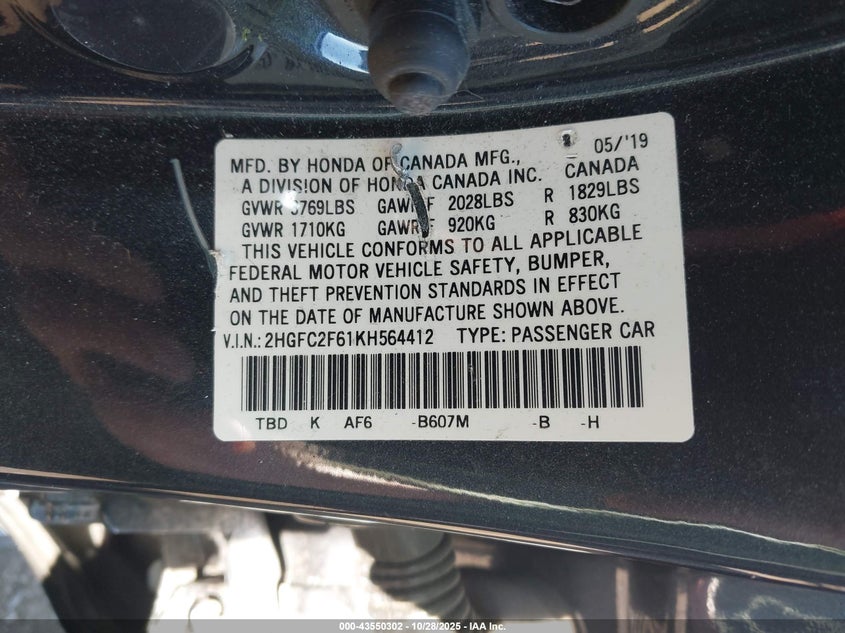 05/'19
MFD. BY HONDA OF CANADA MFG., CANADA
A DIVISION OF HONDA CANADA INC.
GVWR 3769LBS GAWR F 2028LBS R 1829LBS
GVWR 1710KG GAWR F 920KG R 830KG
THIS VEHICLE CONFORMS TO ALL APPLICABLE
FEDERAL MOTOR VEHICLE SAFETY, BUMPER,
AND THEFT PREVENTION STANDARDS IN EFFECT
ON THE DATE OF MANUFACTURE SHOWN ABOVE.
V.I.N.: 2HGFC2F61KH564412 TYPE: PASSENGER CAR
TBD K AF6 -B607M -B -H
000-43550302 | 10/28/2025 - IAA, Inc.